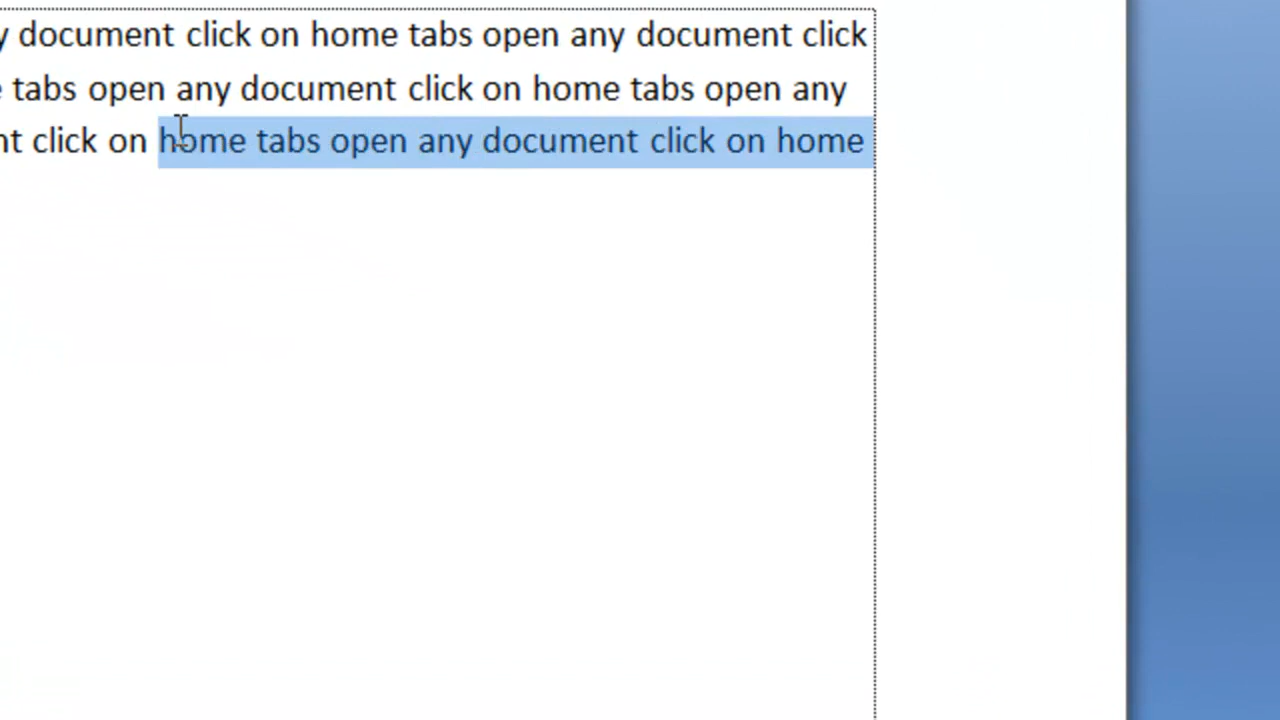 document click on home tabs open any document click
tabs open any document click on home tabs open any
click on home tabs open any document click on home